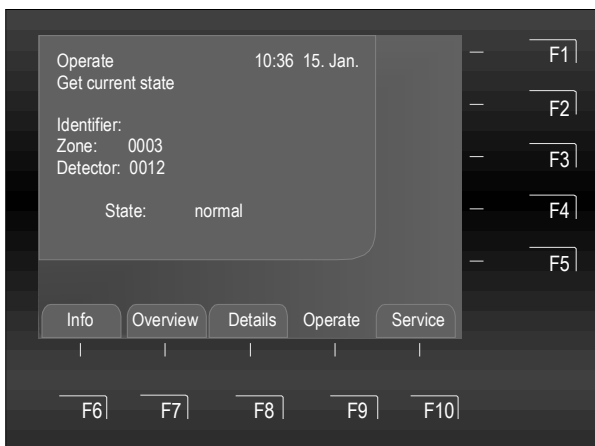 Operate 10:36 15. Jan.
Get current state
Identifier:
Zone: 0003
Detector: 0012
State: normal
F1
F2
F3
F4
F5
Info Overview Details Operate Service
F6 F7 F8 F9 F10